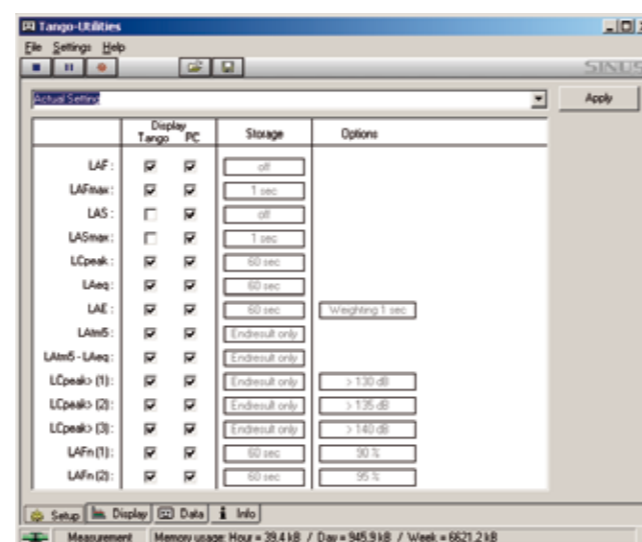 Tango-Utilities
File Settings Help
SINUS
Actual Setting
Apply
Display
Tango PC Storage Options
LAF: off
LAFmax: 1 sec
LAS: off
LASmax: 1 sec
LCpeak: 60 sec
LAeq: 60 sec
LAE: 60 sec Weighting 1 sec
LAtm5: Endresult only
LAtm5 - LAeq: Endresult only
LCpeak> (1): Endresult only > 130 dB
LCpeak> (2): Endresult only > 135 dB
LCpeak> (3): Endresult only > 140 dB
LAFn (1): 60 sec 90 %
LAFn (2): 60 sec 95 %
Setup Display Data Info
Measurement Memory usage: Hour = 39.4 kB / Day = 945.9 kB / Week = 6621.2 kB